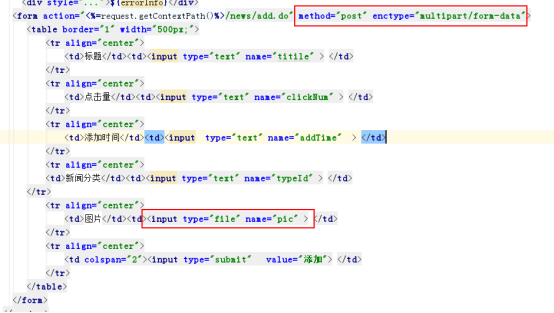 <div style="...">${errorInfo}</div>
<form action="<%=request.getContextPath()%>/news/add.do" method="post" enctype="multipart/form-data">
<table border="1" width="500px;">
<tr align="center">
<td>标题</td><td><input type="text" name="titile" > </td>
</tr>
<tr align="center">
<td>点击量</td><td><input type="text" name="clickNum" > </td>
</tr>
<tr align="center">
<td>添加时间</td><td><input  type="text" name="addTime"  > </td>
</tr>
<tr align="center">
<td>新闻分类</td><td><input type="text" name="typeId" > </td>
</tr>
<tr align="center">
<td>图片</td><td><input type="file" name="pic" > </td>
</tr>
<tr align="center">
<td colspan="2"><input type="submit"  value="添加"> </td>
</tr>
</table>
</form>